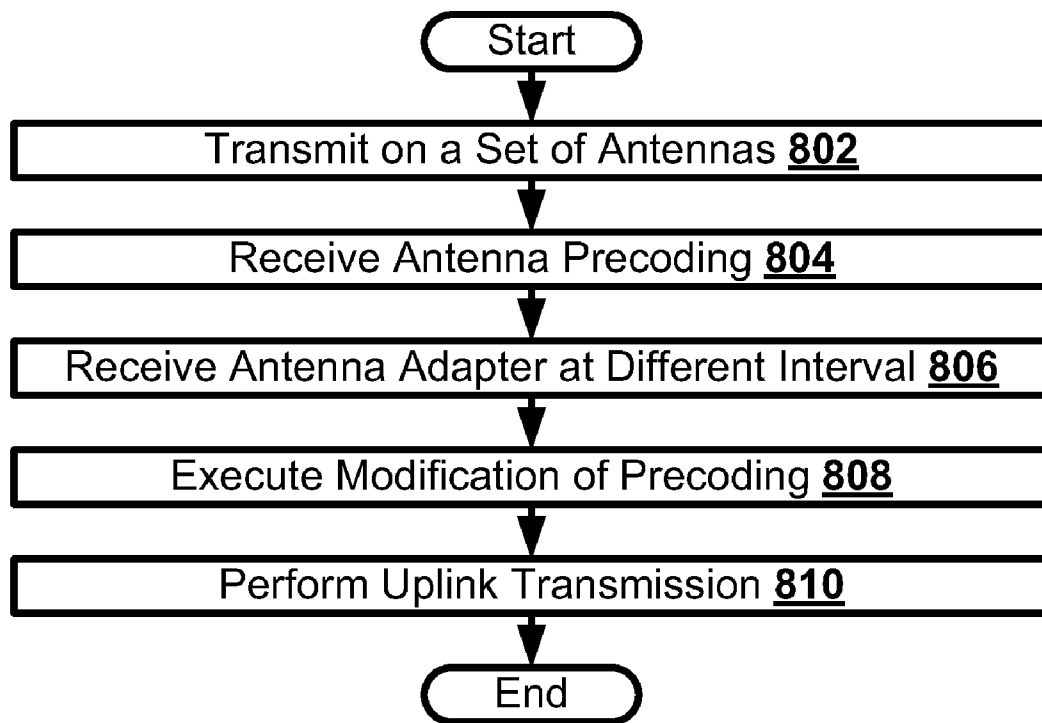 Start
Transmit on a Set of Antennas 802
Receive Antenna Precoding 804
Receive Antenna Adapter at Different Interval 806
Execute Modification of Precoding 808
Perform Uplink Transmission 810
End